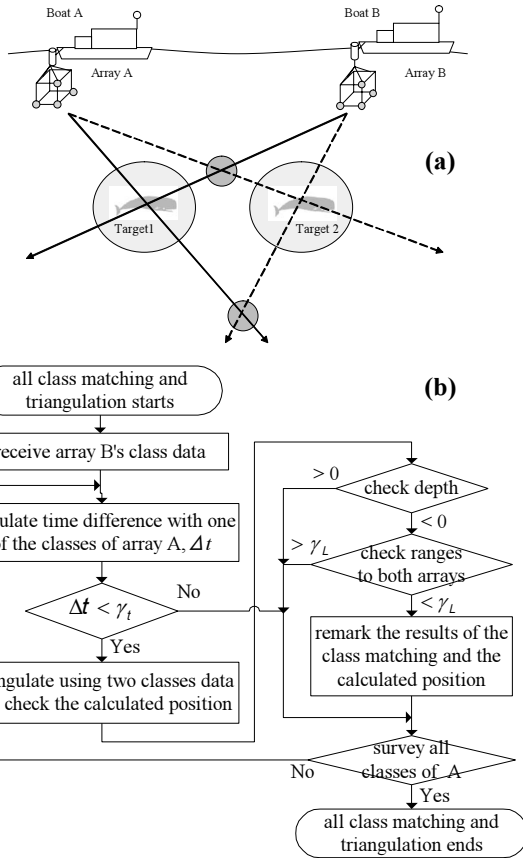 Boat A
Boat B
Array A
Array B
(a)
Target1
Target 2
(b)
all class matching and
triangulation starts
receive array B's class data
ulate time difference with one
of the classes of array A, Δt
Δt < γt
No
Yes
ngulate using two classes data
check the calculated position
> 0
check depth
< 0
> γL
check ranges
to both arrays
< γL
remark the results of the
class matching and the
calculated position
survey all
classes of A
No
Yes
all class matching and
triangulation ends